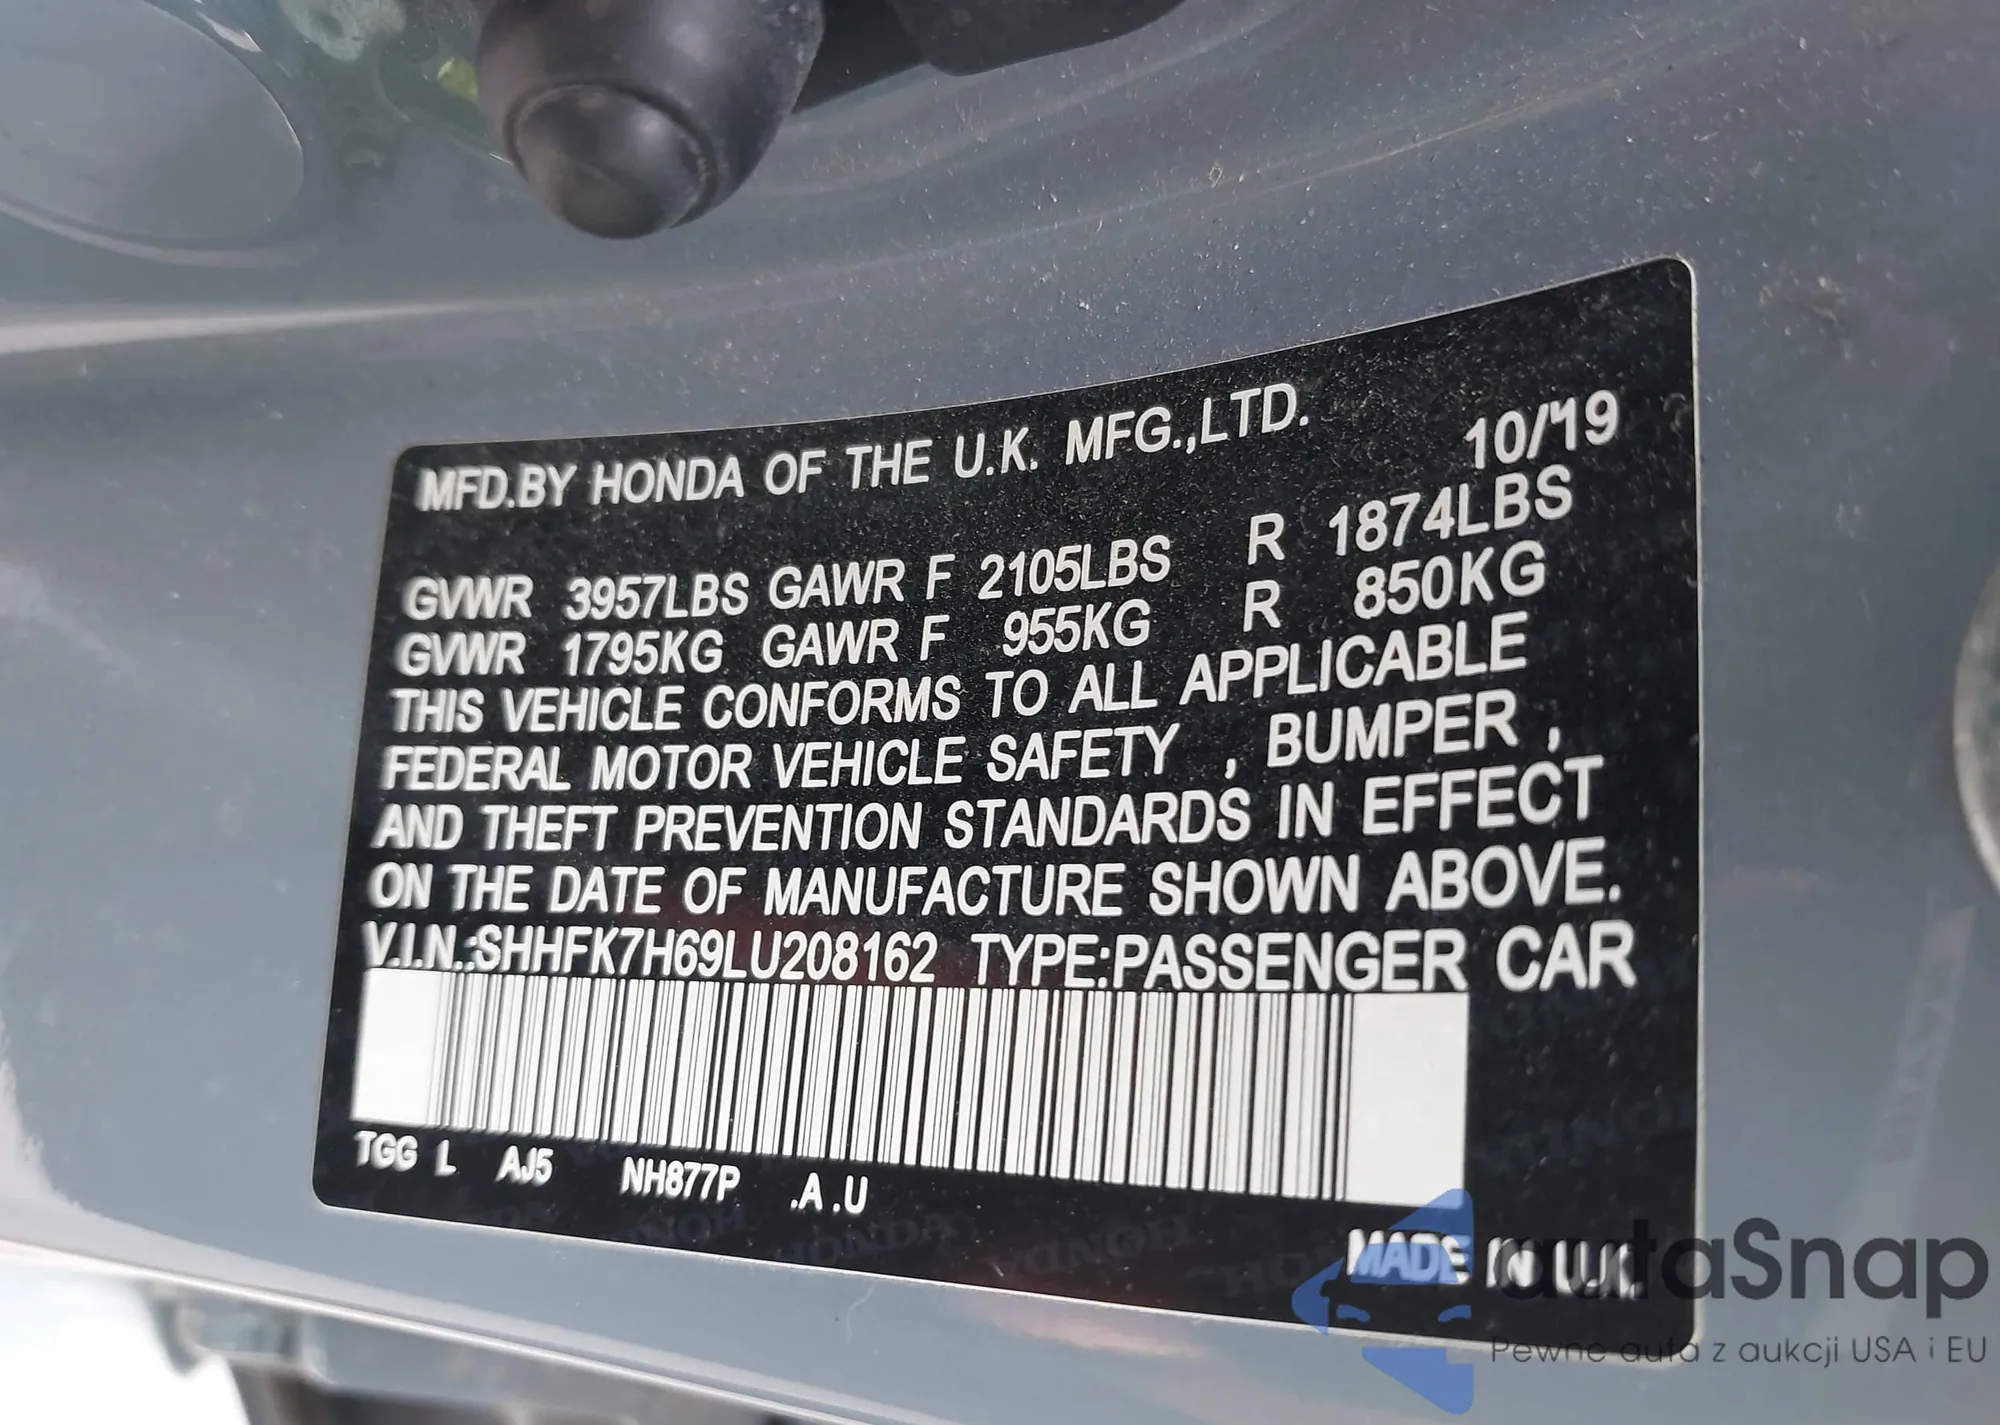 MFD.BY HONDA OF THE U.K. MFG.,LTD. 10/'19
GVWR 3957LBS GAWR F 2105LBS R 1874LBS
GVWR 1795KG GAWR F 955KG R 850KG
THIS VEHICLE CONFORMS TO ALL APPLICABLE
FEDERAL MOTOR VEHICLE SAFETY , BUMPER ,
AND THEFT PREVENTION STANDARDS IN EFFECT
ON THE DATE OF MANUFACTURE SHOWN ABOVE.
V.I.N.:SHHFK7H69LU208162 TYPE:PASSENGER CAR
TGG L AJ5 NH877P .A .U
MADE IN U.K.
autaSnap
Pewne auta z aukcji USA i EU